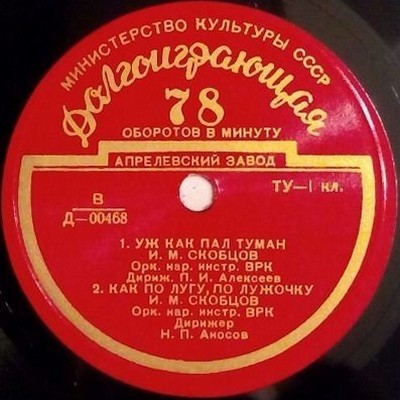 МИНИСТЕРСТВО КУЛЬТУРЫ СССР
Долгоиграющая
78
ОБОРОТОВ В МИНУТУ
АПРЕЛЕВСКИЙ ЗАВОД
В
Д—00468
ТУ—1 кл.
1. УЖ КАК ПАЛ ТУМАН
И. М. СКОБЦОВ
Орк. нар. инстр. ВРК
Дириж. П. И. Алексеев
2. КАК ПО ЛУГУ, ПО ЛУЖОЧКУ
И. М. СКОБЦОВ
Орк. нар. инстр. ВРК
Дирижер
Н. П. Аносов